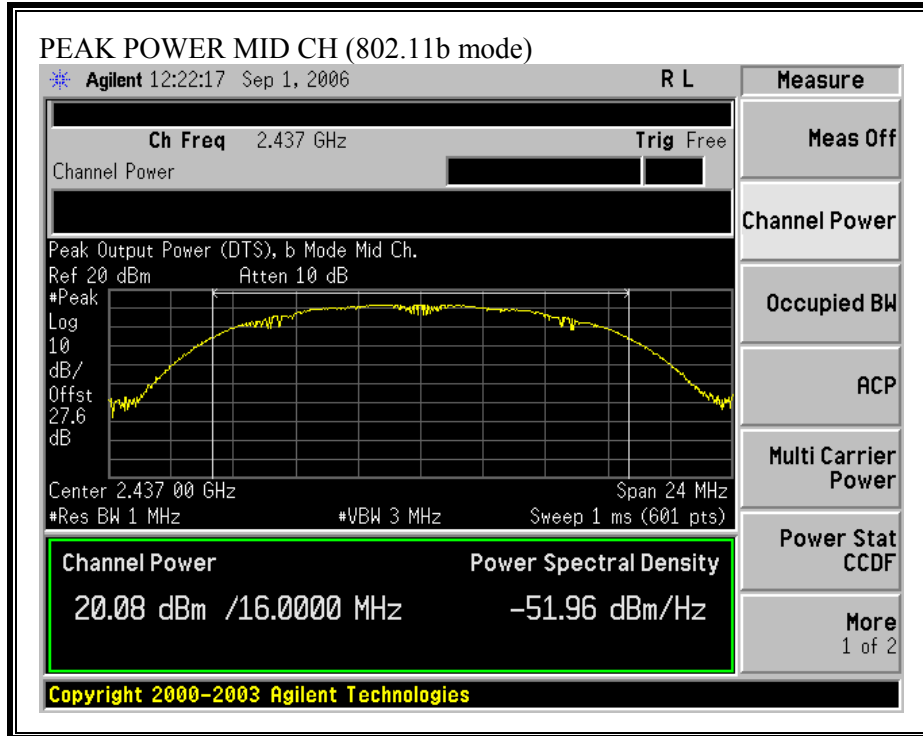 PEAK POWER MID CH (802.11b mode)
Agilent 12:22:17 Sep 1, 2006 R L
Measure
Ch Freq 2.437 GHz Trig Free
Channel Power
Meas Off
Channel Power
Occupied BW
ACP
Multi Carrier
Power
Power Stat
CCDF
More
1 of 2
Peak Output Power (DTS), b Mode Mid Ch.
Ref 20 dBm Atten 10 dB
#Peak
Log
10
dB/
Offst
27.6
dB
Center 2.437 00 GHz Span 24 MHz
#Res BW 1 MHz #VBW 3 MHz Sweep 1 ms (601 pts)
Channel Power Power Spectral Density
20.08 dBm /16.0000 MHz -51.96 dBm/Hz
Copyright 2000-2003 Agilent Technologies